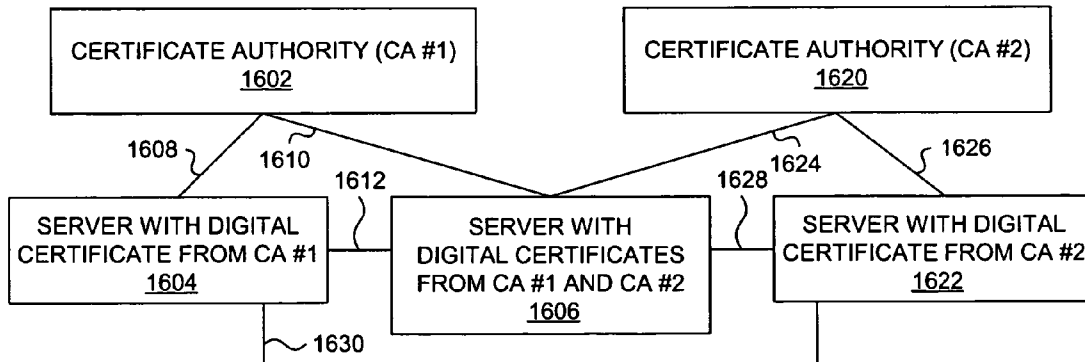 CERTIFICATE AUTHORITY (CA #1)
1602
CERTIFICATE AUTHORITY (CA #2)
1620
1608
1610
1624
1626
1612
1628
SERVER WITH DIGITAL
CERTIFICATE FROM CA #1
1604
SERVER WITH
DIGITAL CERTIFICATES
FROM CA #1 AND CA #2
1606
SERVER WITH DIGITAL
CERTIFICATE FROM CA #2
1622
1630